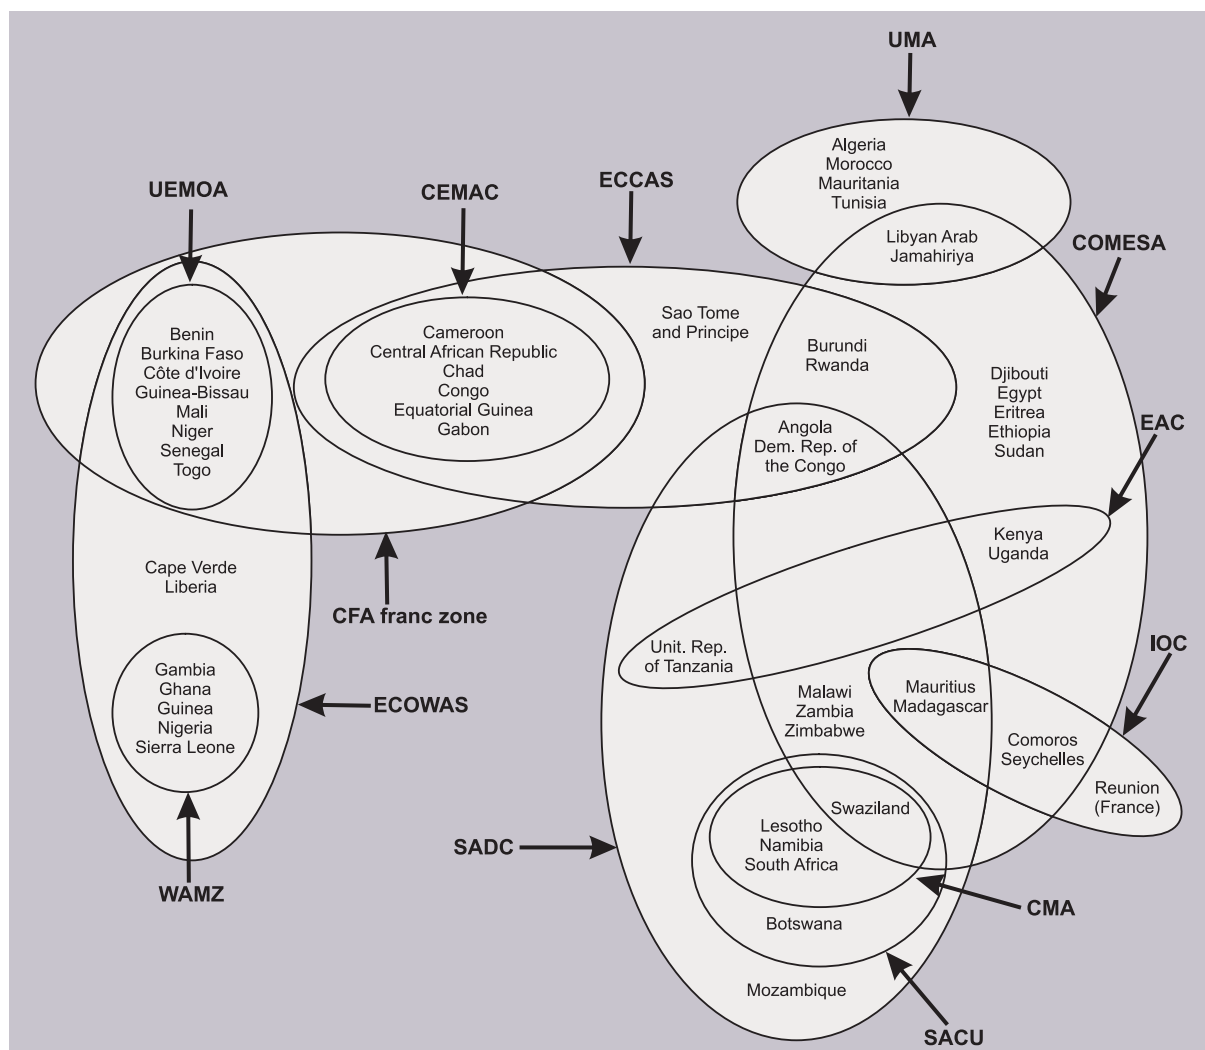 UMA
Algeria
Morocco
Mauritania
Tunisia
Libyan Arab
Jamahiriya
COMESA
UEMOA
CEMAC
ECCAS
Benin
Burkina Faso
Côte d'Ivoire
Guinea-Bissau
Mali
Niger
Senegal
Togo
Cameroon
Central African Republic
Chad
Congo
Equatorial Guinea
Gabon
Sao Tome
and Principe
Burundi
Rwanda
Djibouti
Egypt
Eritrea
Ethiopia
Sudan
Angola
Dem. Rep. of
the Congo
EAC
Kenya
Uganda
Cape Verde
Liberia
CFA franc zone
Unit. Rep.
of Tanzania
IOC
Gambia
Ghana
Guinea
Nigeria
Sierra Leone
ECOWAS
Malawi
Zambia
Zimbabwe
Mauritius
Madagascar
Comoros
Seychelles
Reunion
(France)
Swaziland
Lesotho
Namibia
South Africa
SADC
WAMZ
CMA
Botswana
Mozambique
SACU